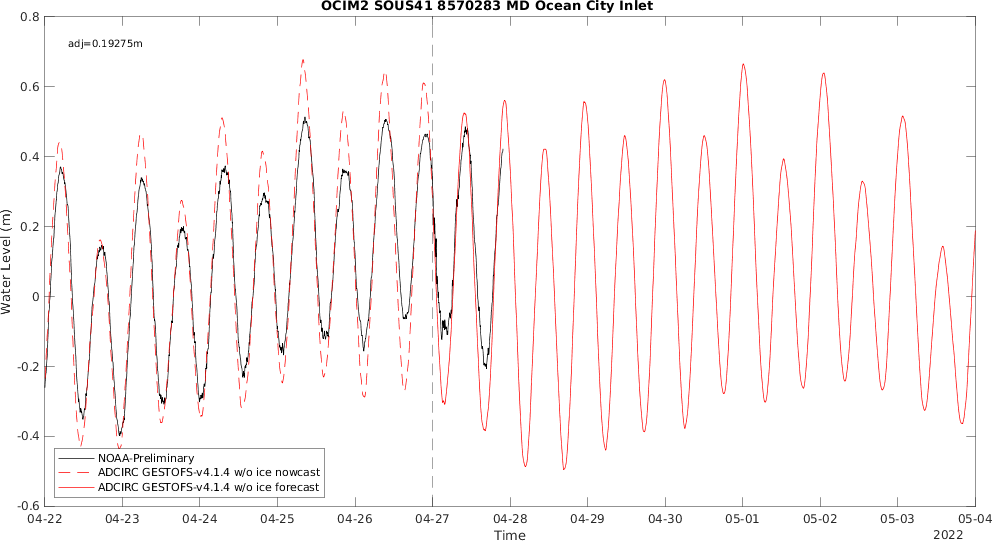 OCIM2 SOUS41 8570283 MD Ocean City Inlet
adj=0.19275m
0.8
0.6
0.4
0.2
0
-0.2
-0.4
-0.6
Water Level (m)
NOAA-Preliminary
ADCIRC GESTOFS-v4.1.4 w/o ice nowcast
ADCIRC GESTOFS-v4.1.4 w/o ice forecast
04-22 04-23 04-24 04-25 04-26 04-27 04-28 04-29 04-30 05-01 05-02 05-03 05-04
Time
2022